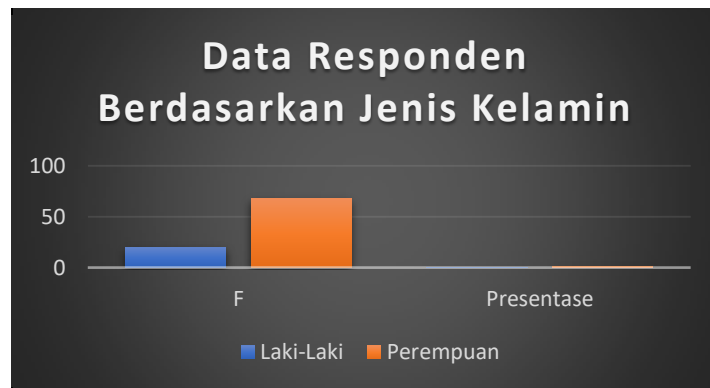 Data Responden
Berdasarkan Jenis Kelamin
100
50
0
F Presentase
Laki-Laki Perempuan